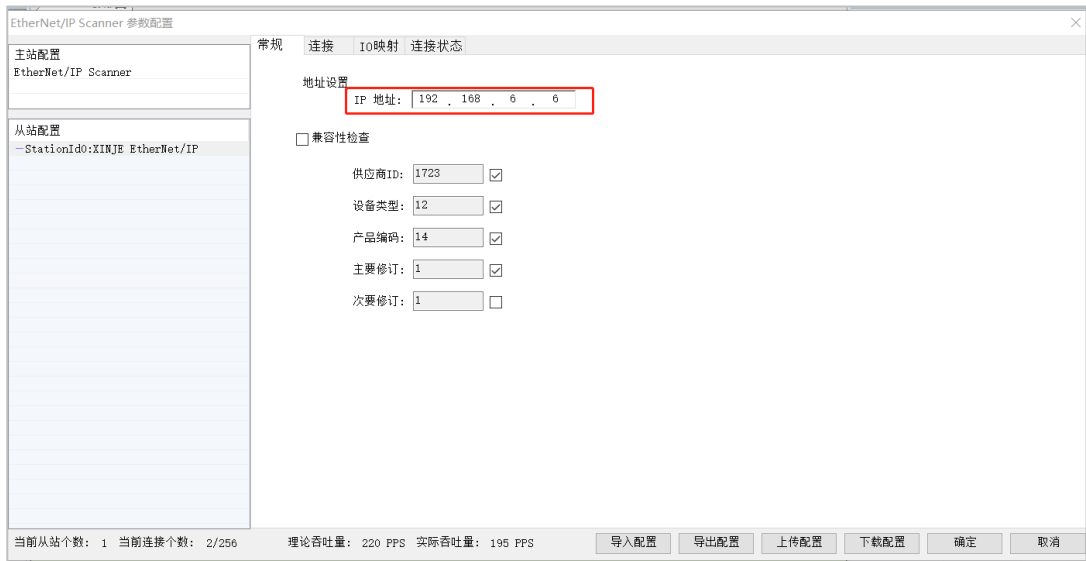 EtherNet/IP Scanner 参数配置
主站配置
EtherNet/IP Scanner
从站配置
StationId0:XINJE EtherNet/IP
常规 连接 IO映射 连接状态
地址设置
IP 地址: 192 . 168 . 6 . 6
兼容性检查
供应商ID: 1723
设备类型: 12
产品编码: 14
主要修订: 1
次要修订: 1
当前从站个数: 1 当前连接个数: 2/256 理论吞吐量: 220 PPS 实际吞吐量: 195 PPS 导入配置 导出配置 上传配置 下载配置 确定 取消